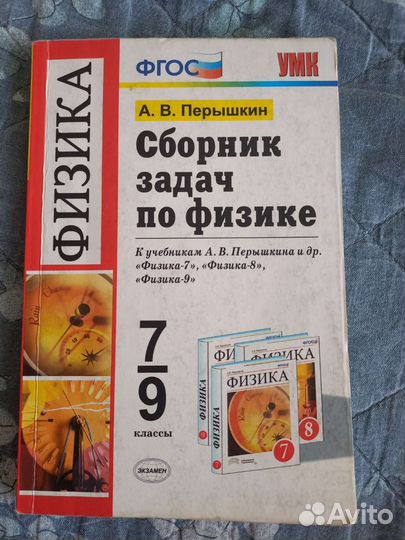 ФГОС
УМК
ФИЗИКА
А. В. Перышкин
Сборник
задач
по физике
К учебникам А. В. Перышкина и др.
«Физика-7», «Физика-8»,
«Физика-9»
7
9
классы
ФИЗИКА
ФИЗИКА
7
8
ЭКЗАМЕН
Rain
Avito